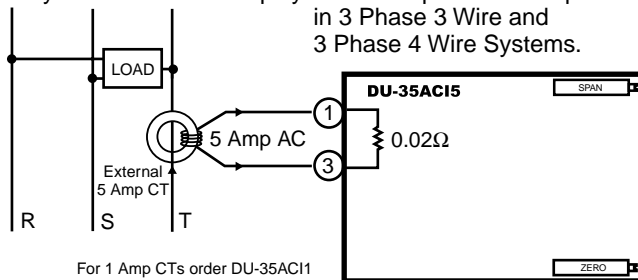 in 3 Phase 3 Wire and
3 Phase 4 Wire Systems.
LOAD
DU-35ACI5
SPAN
1
5 Amp AC
0.02Ω
3
External
5 Amp CT
R S T
For 1 Amp CTs order DU-35ACI1
ZERO